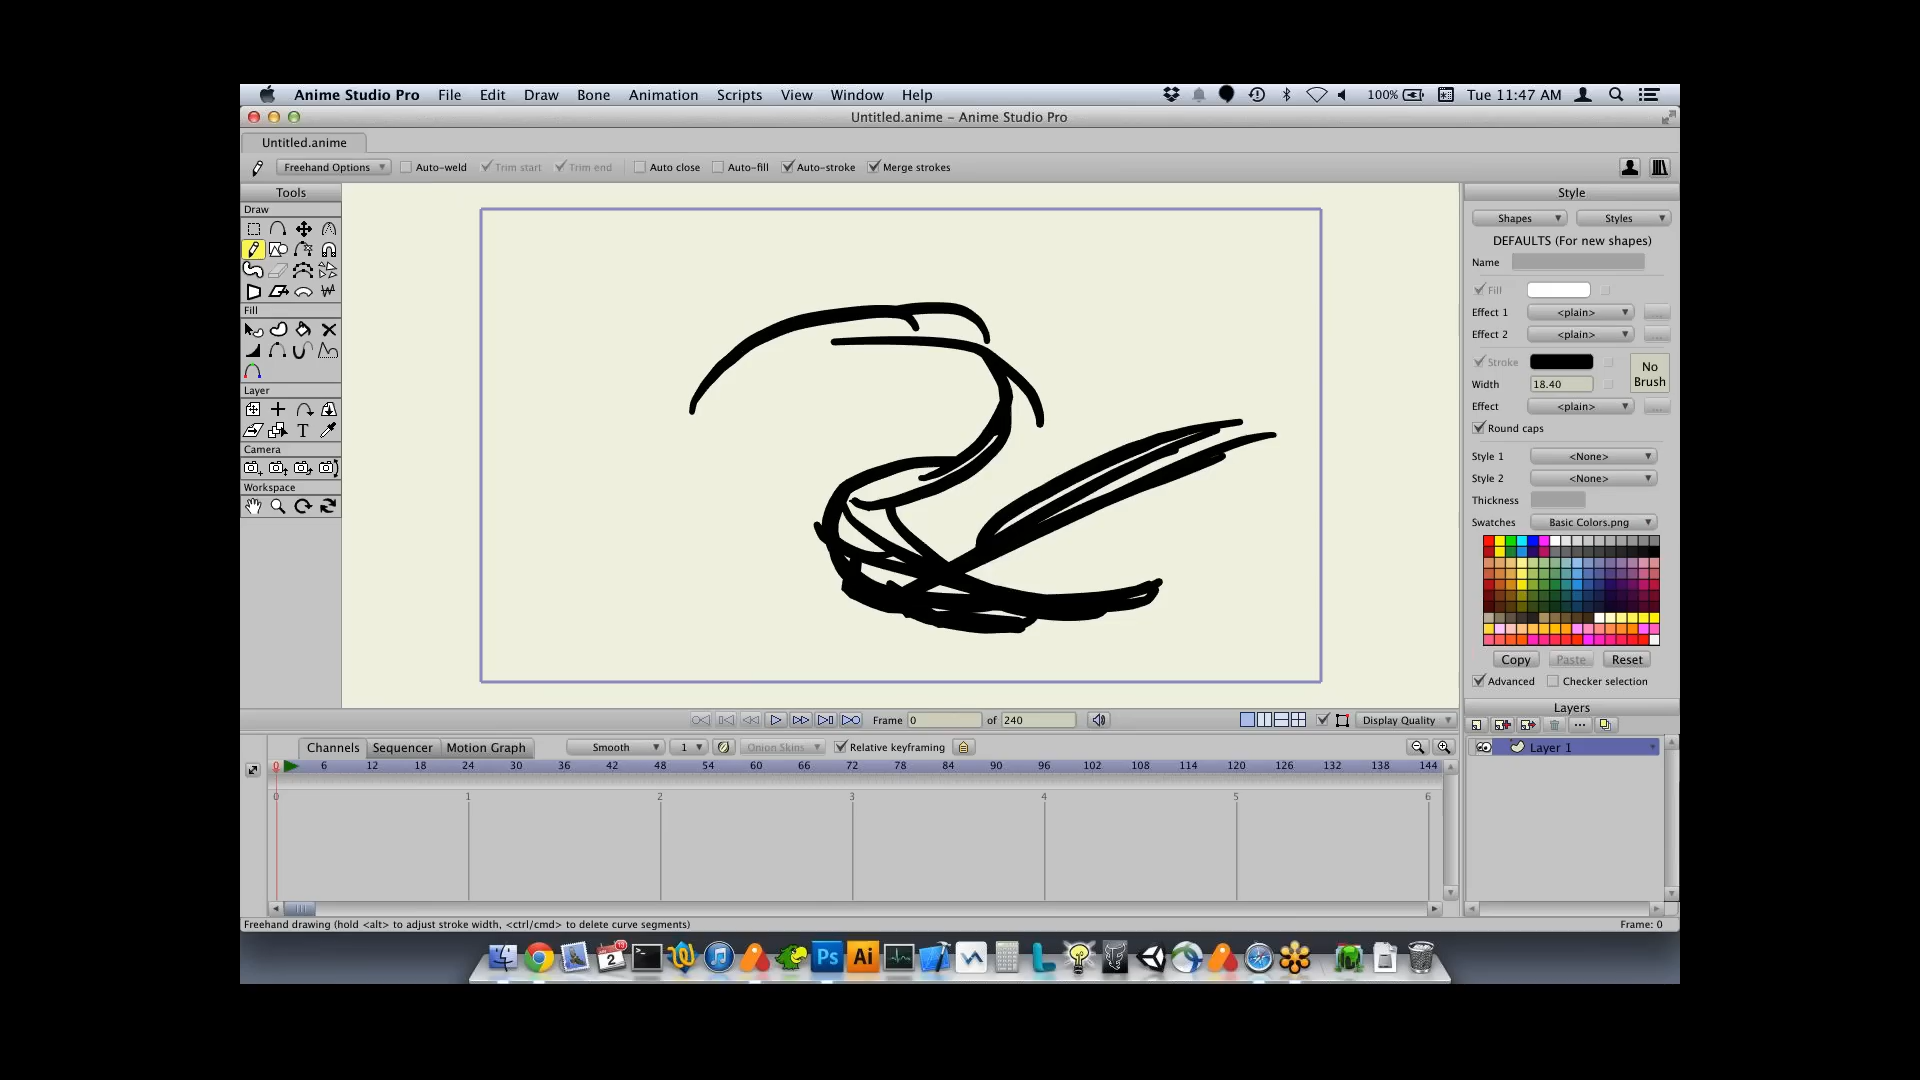 Anime Studio Pro File Edit Draw Bone Animation Scripts View Window Help 100% Tue 11:47 AM
Untitled.anime – Anime Studio Pro
Untitled.anime
Freehand Options Auto-weld Trim start Trim end Auto close Auto-fill Auto-stroke Merge strokes
Tools
Draw
Fill
Layer
T
Camera
Workspace
Style
Shapes Styles
DEFAULTS (For new shapes)
Name
Fill
Effect 1 <plain> ...
Effect 2 <plain> ...
Stroke
No Brush
Width 18.40
Effect <plain> ...
Round caps
Style 1 <None>
Style 2 <None>
Thickness
Swatches Basic Colors.png
Copy Paste Reset
Advanced Checker selection
Layers
Layer 1
Frame 0 of 240 Display Quality
Channels Sequencer Motion Graph Smooth 1 Onion Skins Relative keyframing
0 6 12 18 24 30 36 42 48 54 60 66 72 78 84 90 96 102 108 114 120 126 132 138 144
0 1 2 3 4 5 6
Freehand drawing (hold <alt> to adjust stroke width, <ctrl/cmd> to delete curve segments) Frame: 0
2 Ps Ai